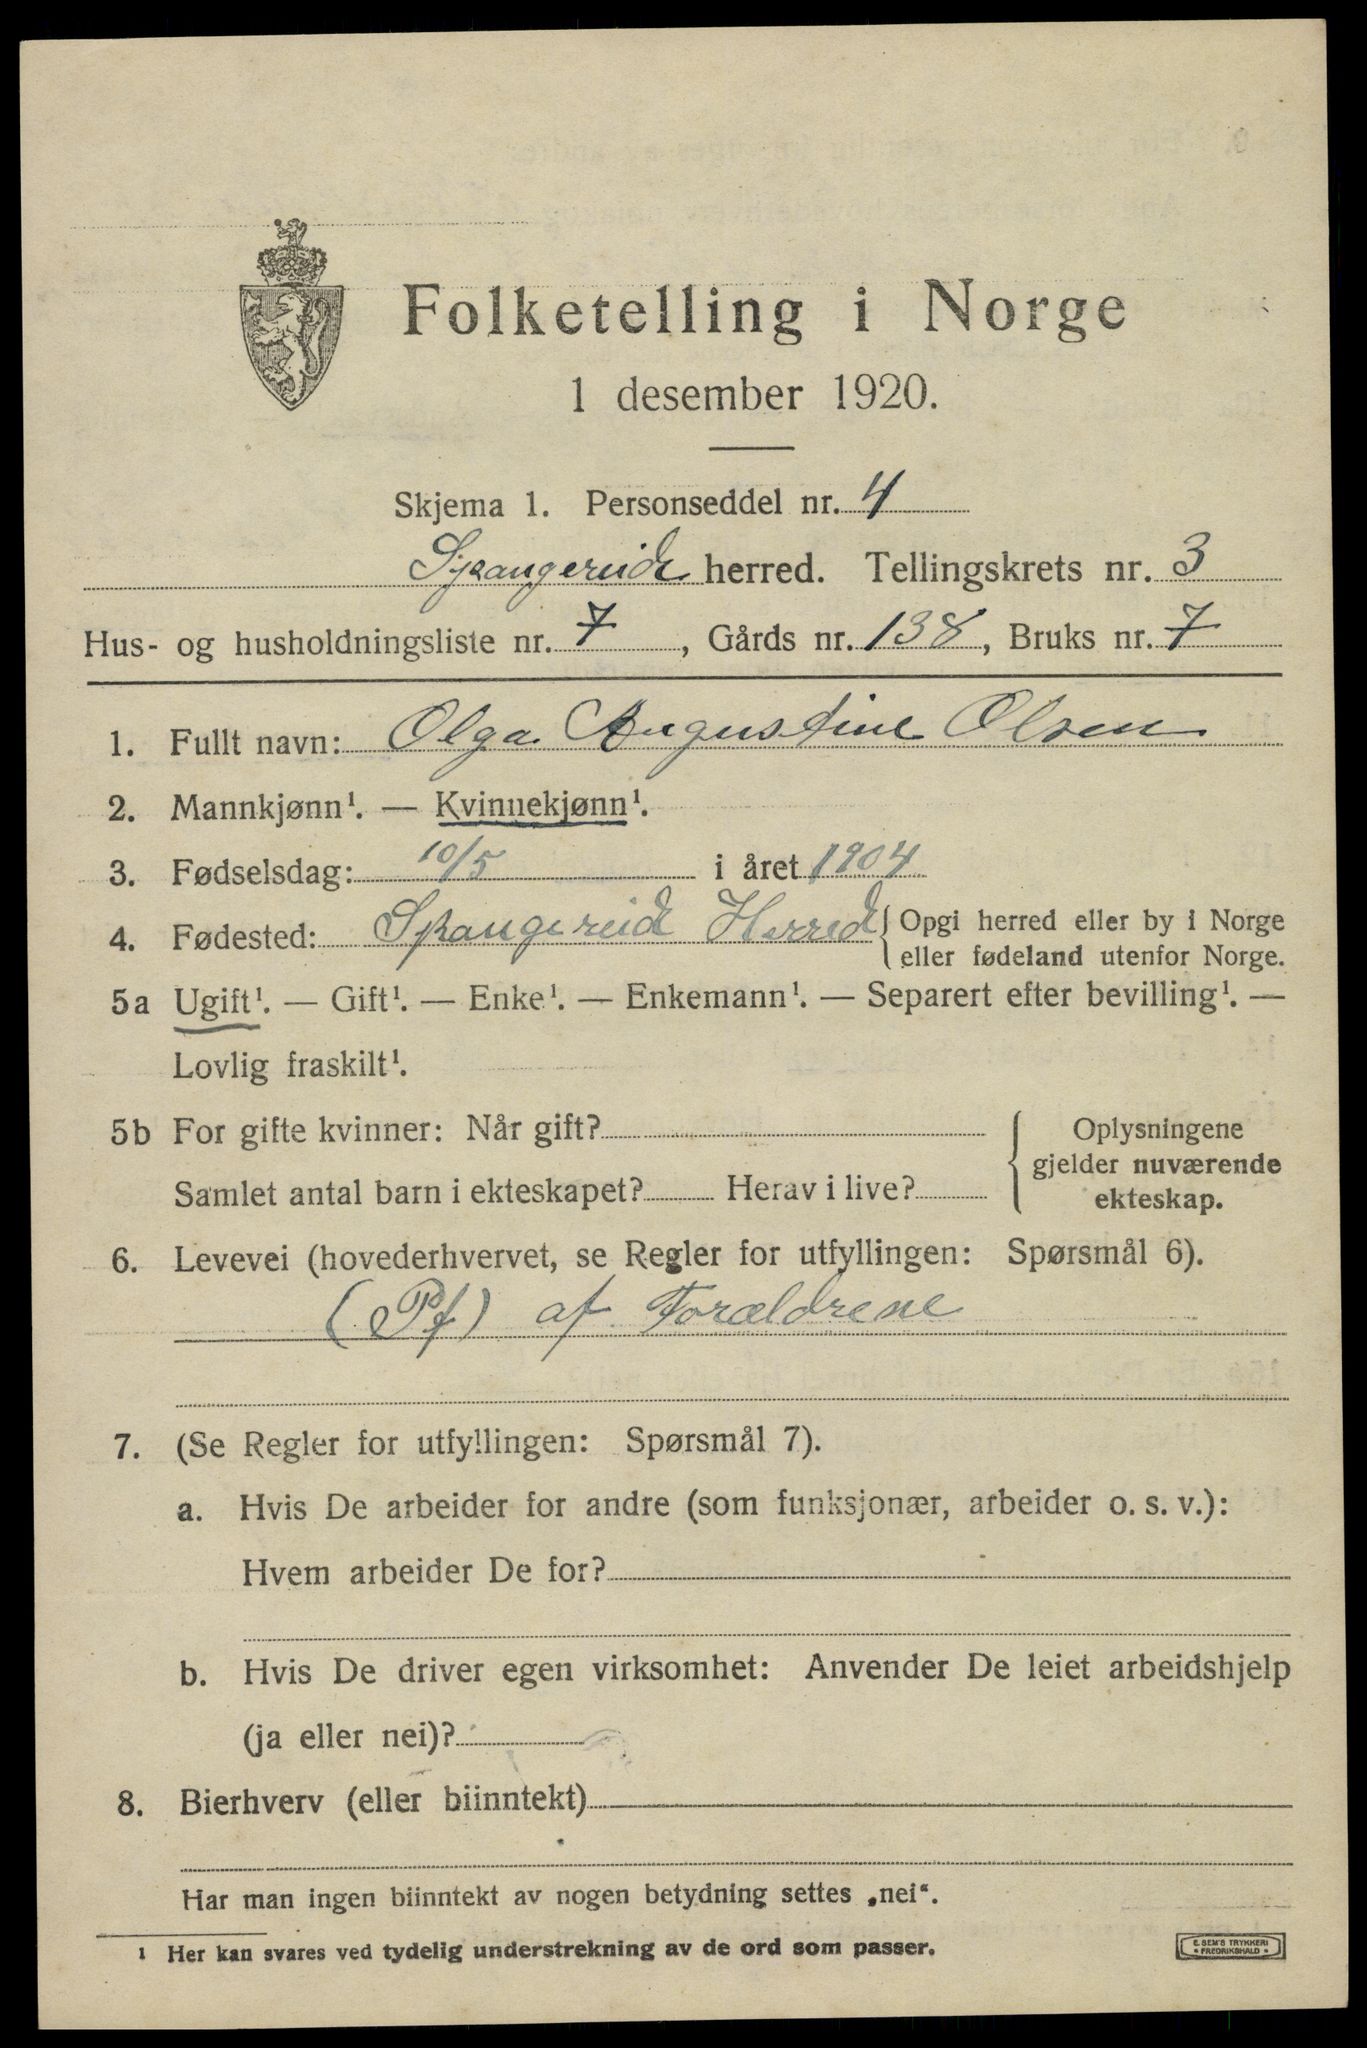 Folketelling i Norge
1 desember 1920.
Skjema 1. Personseddel nr. 4
Spangereid herred. Tellingskrets nr. 3
Hus- og husholdningsliste nr. 7, Gårds nr. 138, Bruks nr. 7
1. Fullt navn: Olga Augustine Olsen
2. Mannkjønn¹. — Kvinnekjønn¹.
3. Fødselsdag: 10/5 i året 1904
4. Fødested: Spangereid Herred { Opgi herred eller by i Norge
eller fødeland utenfor Norge.
5a Ugift¹. — Gift¹. — Enke¹. — Enkemann¹. — Separert efter bevilling¹. —
Lovlig fraskilt¹.
5b For gifte kvinner: Når gift? { Oplysningene
gjelder nuværende
Samlet antal barn i ekteskapet? Herav i live? ekteskap.
6. Levevei (hovederhvervet, se Regler for utfyllingen: Spørsmål 6).
(Pf) af Forældrene
7. (Se Regler for utfyllingen: Spørsmål 7).
a. Hvis De arbeider for andre (som funksjonær, arbeider o. s. v.):
Hvem arbeider De for?
b. Hvis De driver egen virksomhet: Anvender De leiet arbeidshjelp
(ja eller nei)?
8. Bierhverv (eller biinntekt)
Har man ingen biinntekt av nogen betydning settes „nei“.
¹ Her kan svares ved tydelig understrekning av de ord som passer.
E. SEM'S TRYKKERI
• FREDRIKSHALD •